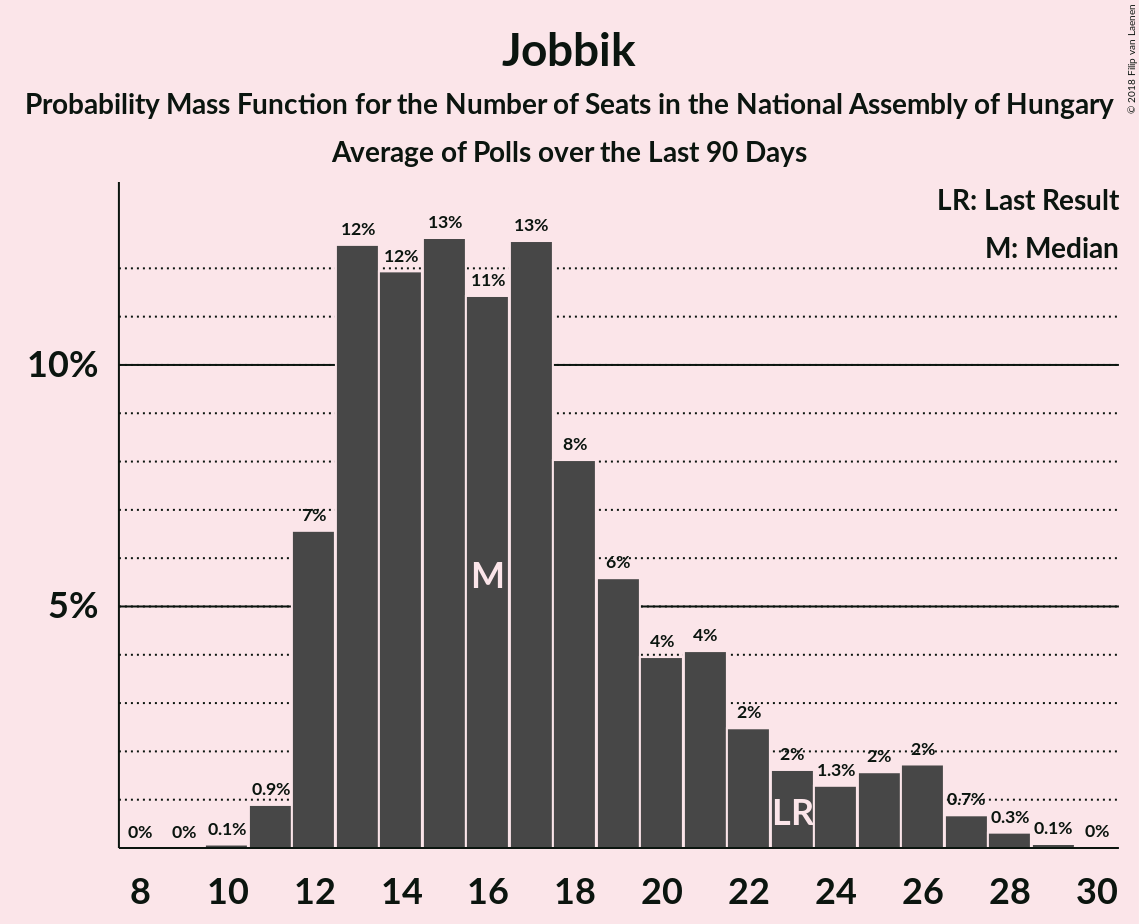 Jobbik
Probability Mass Function for the Number of Seats in the National Assembly of Hungary
Average of Polls over the Last 90 Days
© 2018 Filip van Laenen
LR: Last Result
M: Median
10%
5%
0%
0%
0.1%
0.9%
7%
12%
12%
13%
11%
13%
8%
6%
4%
4%
2%
2%
1.3%
2%
2%
0.7%
0.3%
0.1%
0%
M
LR
8 10 12 14 16 18 20 22 24 26 28 30